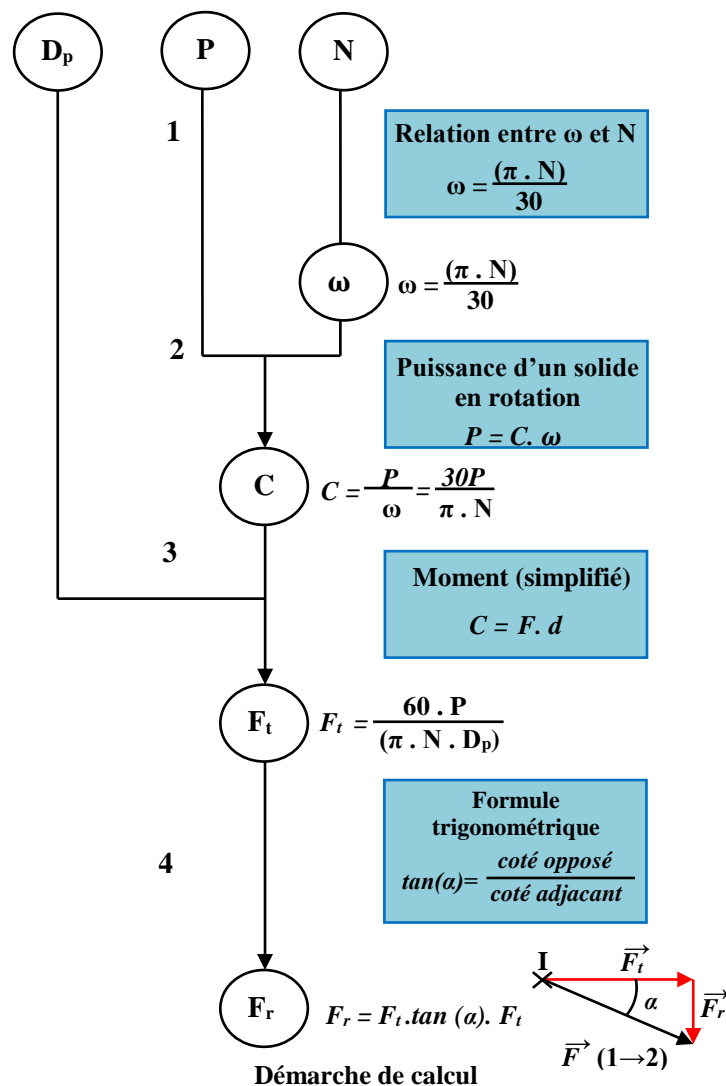 Dp P N
1
Relation entre ω et N
ω = (π . N)
30
ω ω = (π . N)
30
2
Puissance d'un solide
en rotation
P = C. ω
C C = P = 30P
ω π . N
3
Moment (simplifié)
C = F. d
Ft Ft = 60 . P
(π . N . Dp)
Formule
trigonométrique
tan(α)= coté opposé
coté adjacant
4
I Ft
α Fr
Fr Fr = Ft.tan (α). Ft
F (1→2)
Démarche de calcul